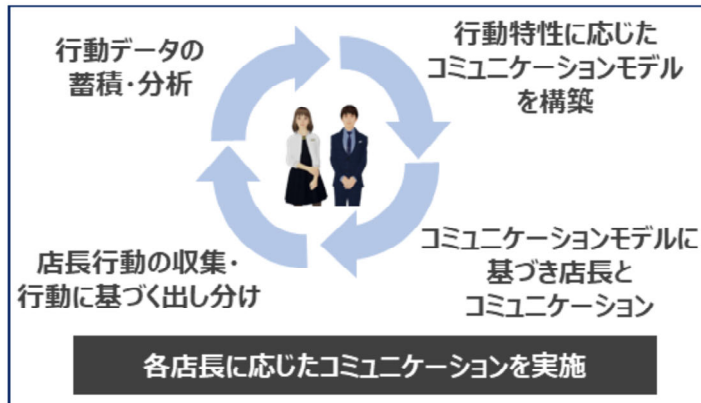 行動データの
蓄積・分析
行動特性に応じた
コミュニケーションモデル
を構築
コミュニケーションモデルに
基づき店長と
コミュニケーション
店長行動の収集・
行動に基づく出し分け
各店長に応じたコミュニケーションを実施